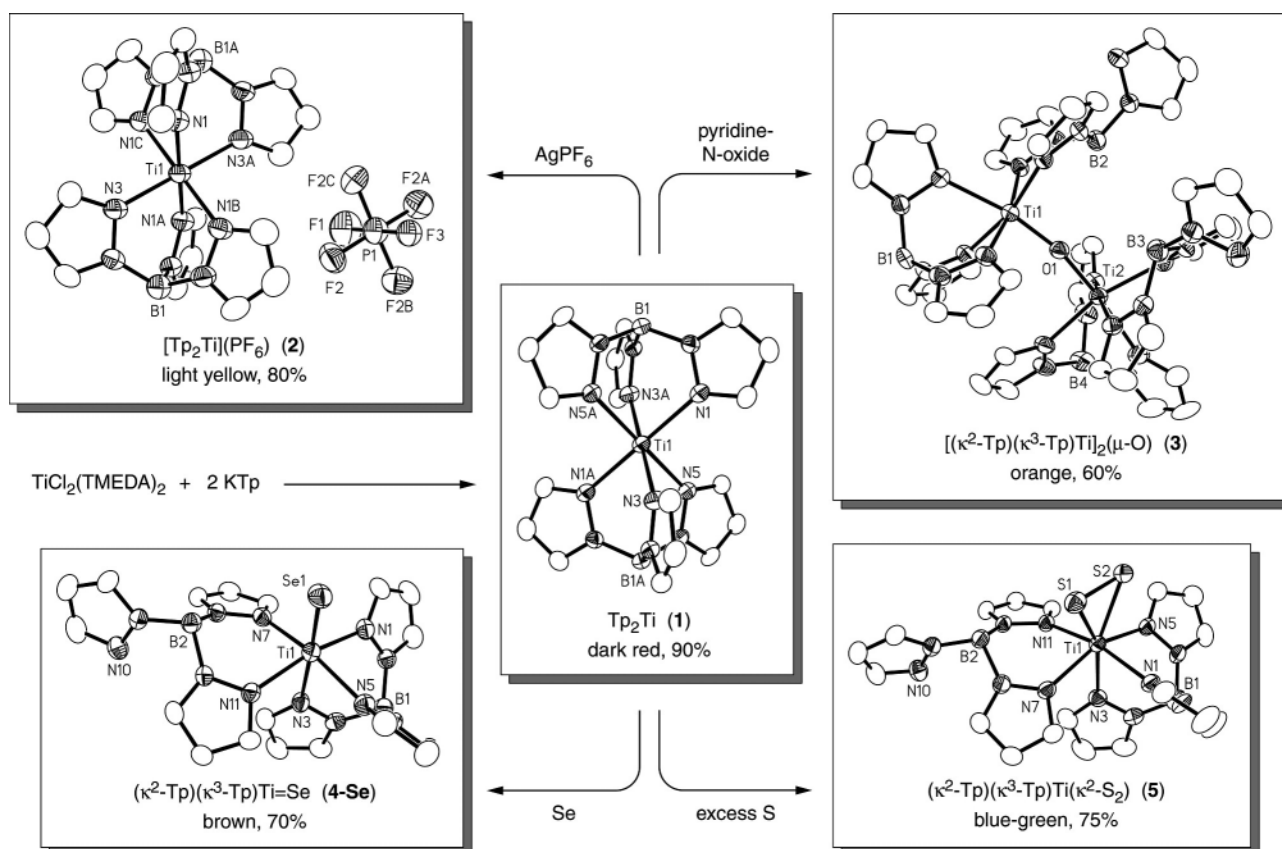 B1A
N1C
N1
N3A
Ti1
N3
N1A
N1B
B1
F2C
F2A
F1
F3
P1
F2
F2B
[Tp₂Ti](PF₆) (2)
light yellow, 80%
AgPF₆
pyridine-
N-oxide
B2
Ti1
B1
O1
Ti2
B3
B4
[(κ²-Tp)(κ³-Tp)Ti]₂(μ-O) (3)
orange, 60%
TiCl₂(TMEDA)₂ + 2 KTp
B1
N3A
N5A
N1
Ti1
N1A
N3
N5
B1A
Tp₂Ti (1)
dark red, 90%
Se1
N7
N1
B2
Ti1
N10
N11
N5
N3
B1
(κ²-Tp)(κ³-Tp)Ti=Se (4-Se)
brown, 70%
Se
excess S
S1
S2
N11
N5
Ti1
B2
N10
N1
N7
N3
B1
(κ²-Tp)(κ³-Tp)Ti(κ²-S₂) (5)
blue-green, 75%